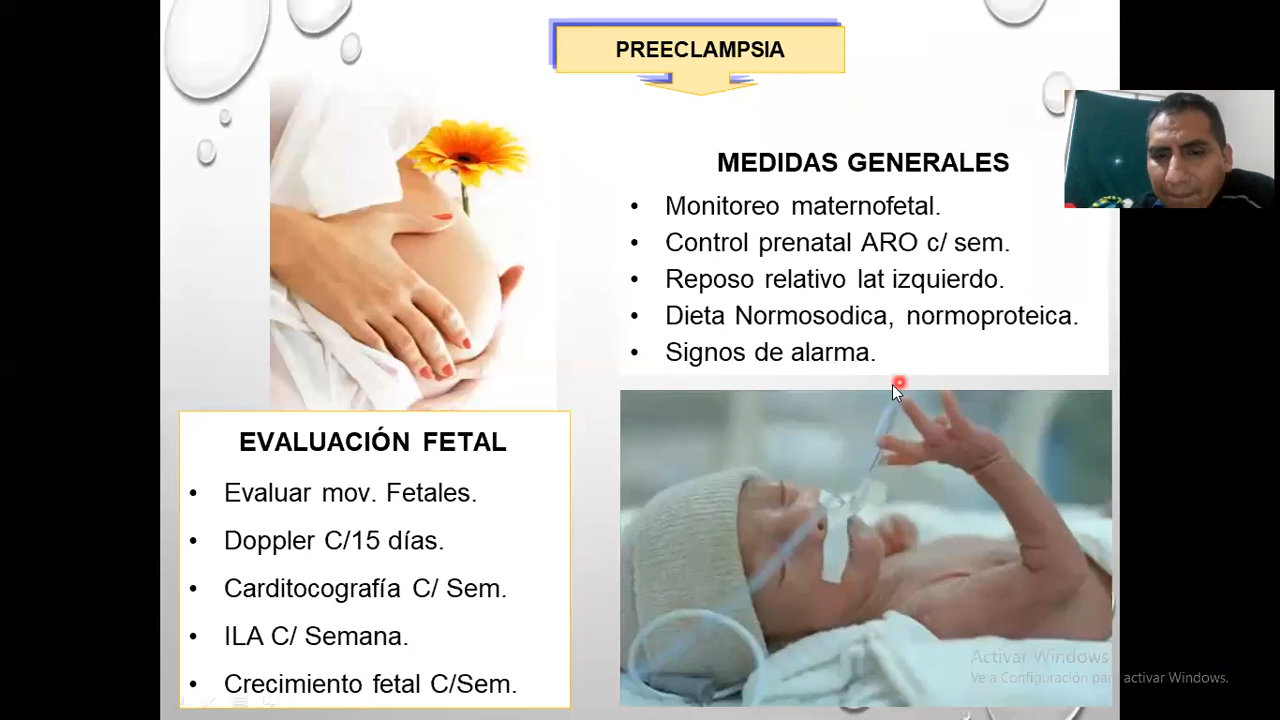 PREECLAMPSIA
MEDIDAS GENERALES
• Monitoreo maternofetal.
• Control prenatal ARO c/ sem.
• Reposo relativo lat izquierdo.
• Dieta Normosodica, normoproteica.
• Signos de alarma.
EVALUACIÓN FETAL
• Evaluar mov. Fetales.
• Doppler C/15 días.
• Carditocografía C/ Sem.
• ILA C/ Semana.
• Crecimiento fetal C/Sem.
Activar Windows
Ve a Configuración para activar Windows.